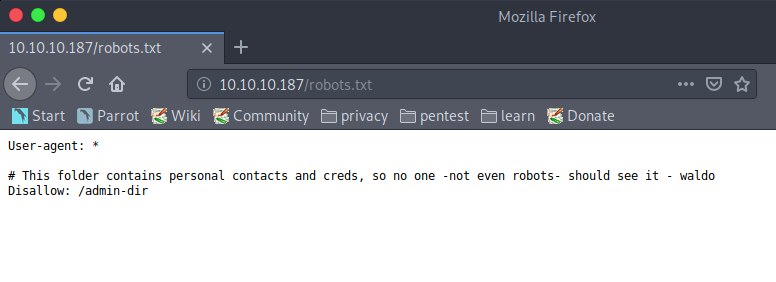 Mozilla Firefox
10.10.10.187/robots.txt
10.10.10.187/robots.txt
Start Parrot Wiki Community privacy pentest learn Donate
User-agent: *
# This folder contains personal contacts and creds, so no one -not even robots- should see it - waldo
Disallow: /admin-dir